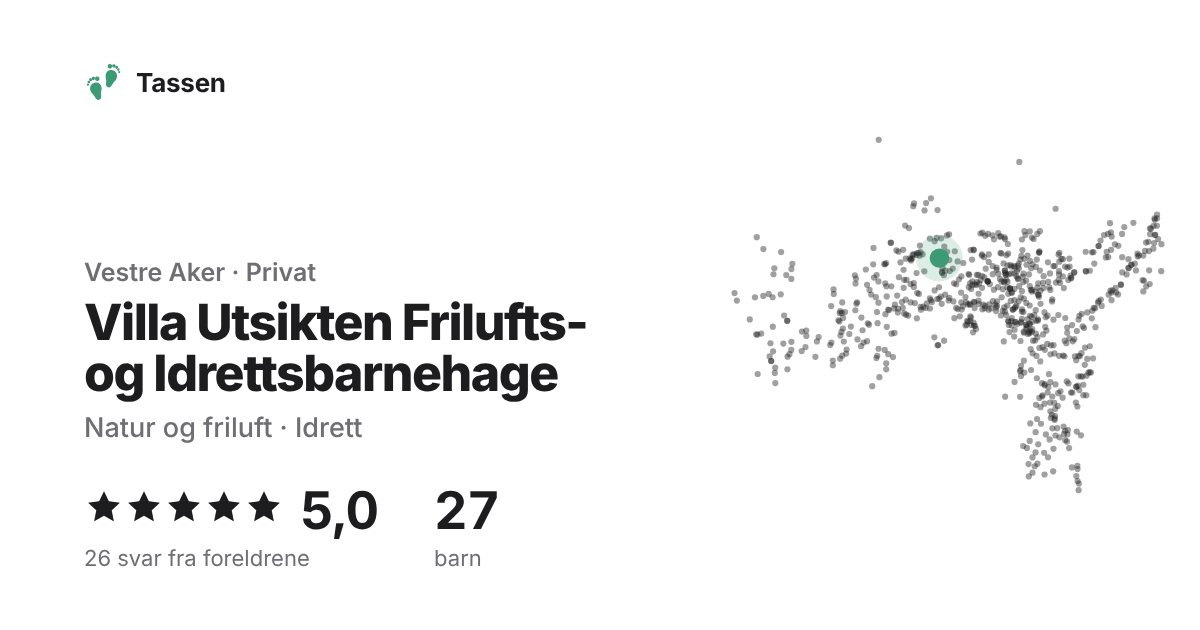 Tassen
Vestre Aker · Privat
Villa Utsikten Frilufts-
og Idrettsbarnehage
Natur og friluft · Idrett
5,0
26 svar fra foreldrene
27
barn